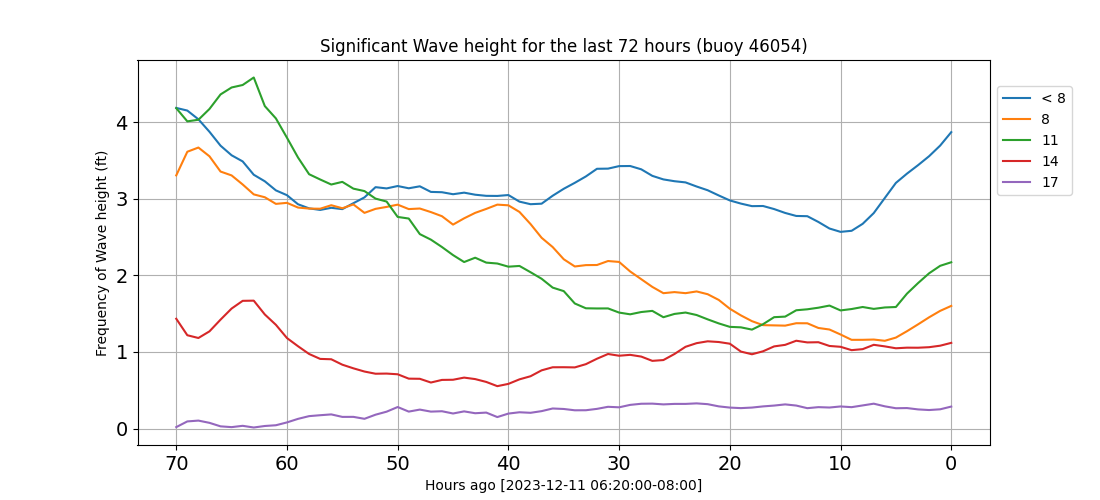 Significant Wave height for the last 72 hours (buoy 46054)
Frequency of Wave height (ft)
4
3
2
1
0
70 60 50 40 30 20 10 0
Hours ago [2023-12-11 06:20:00-08:00]
< 8
8
11
14
17